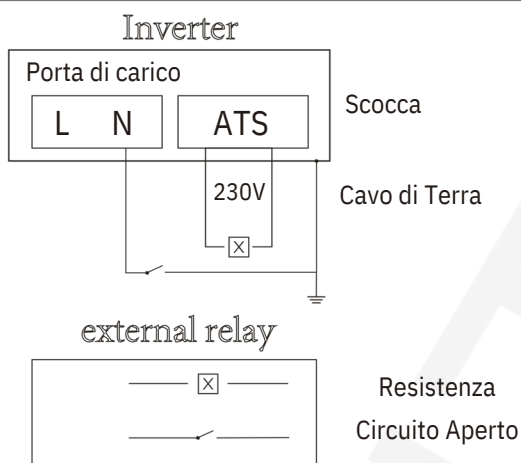 Inverter
Porta di carico
L N ATS
Scocca
230V
Cavo di Terra
X
external relay
X
Resistenza
Circuito Aperto